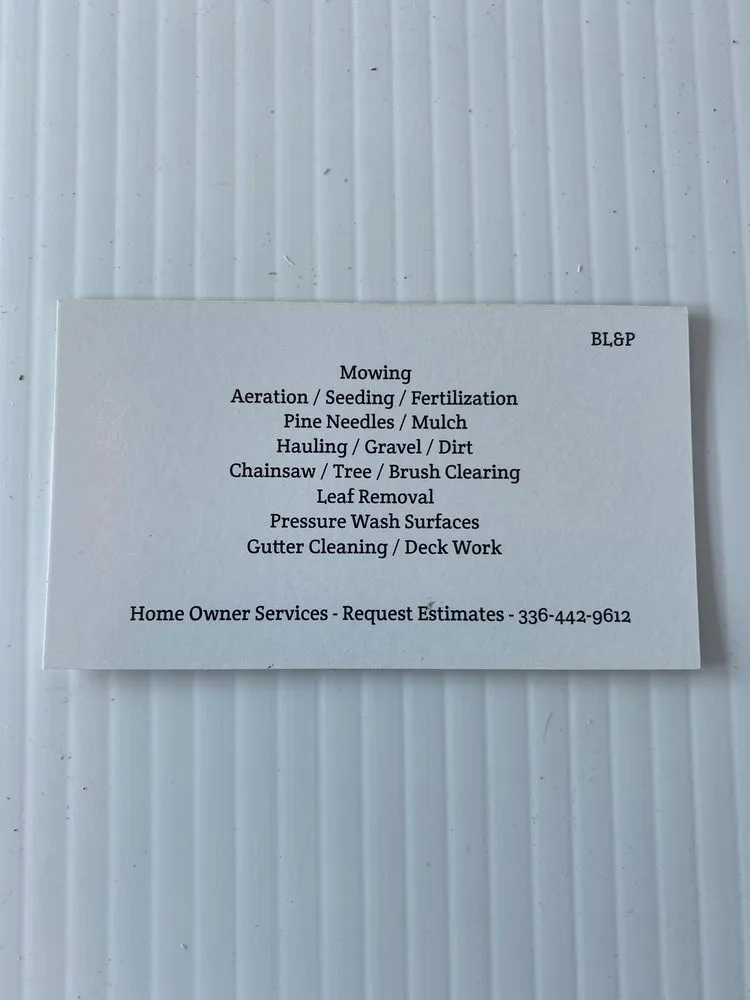 BL&P
Mowing
Aeration / Seeding / Fertilization
Pine Needles / Mulch
Hauling / Gravel / Dirt
Chainsaw / Tree / Brush Clearing
Leaf Removal
Pressure Wash Surfaces
Gutter Cleaning / Deck Work
Home Owner Services - Request Estimates - 336-442-9612